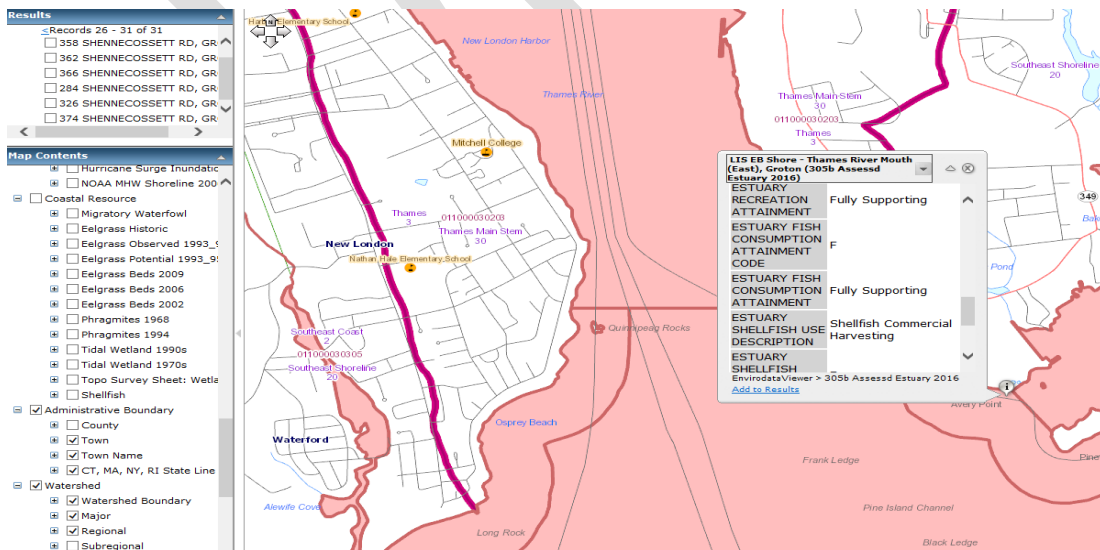 Results
<Records 26 - 31 of 31
358 SHENNECOSSETT RD, GR
362 SHENNECOSSETT RD, GR
366 SHENNECOSSETT RD, GR
284 SHENNECOSSETT RD, GR
326 SHENNECOSSETT RD, GR
374 SHENNECOSSETT RD, GR
Map Contents
Hurricane Surge Inundatic
NOAA MHW Shoreline 200
Coastal Resource
Migratory Waterfowl
Eelgrass Historic
Eelgrass Observed 1993_9
Eelgrass Potential 1993_9
Eelgrass Beds 2009
Eelgrass Beds 2006
Eelgrass Beds 2002
Phragmites 1968
Phragmites 1994
Tidal Wetland 1990s
Tidal Wetland 1970s
Topo Survey Sheet: Wetla
Shellfish
Administrative Boundary
County
Town
Town Name
CT, MA, NY, RI State Line
Watershed
Watershed Boundary
Major
Regional
Subregional
Elementary School
N
New London Harbor
Thames River
Mitchell College
Thames
3
011000030203
Thames Main Stem
30
New London
Nathan Hale Elementary School
Southeast Coast
2
011000030305
Southeast Shoreline
20
Waterford
Alewife Cove
Osprey Beach
Quinnipeag Rocks
Long Rock
Southeast Shoreline
20
Thames Main Stem
30
011000030203
Thames
3
349
Pond
LIS EB Shore - Thames River Mouth
(East), Groton (305b Assessd
Estuary 2016)
ESTUARY
RECREATION
ATTAINMENT
Fully Supporting
ESTUARY FISH
CONSUMPTION
ATTAINMENT
CODE
F
ESTUARY FISH
CONSUMPTION
ATTAINMENT
Fully Supporting
ESTUARY
SHELLFISH USE
DESCRIPTION
Shellfish Commercial
Harvesting
ESTUARY
SHELLFISH
EnvirodataViewer > 305b Assessd Estuary 2016
Add to Results
i
Avery Point
Pine
Frank Ledge
Pine Island Channel
Black Ledge